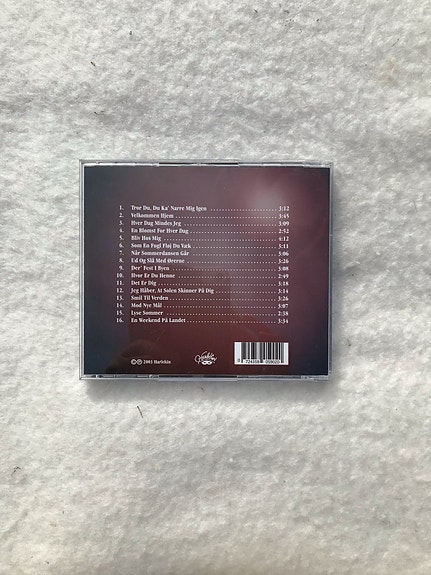 1. Tror Du, Du Ka' Narre Mig Igen 3:12
2. Velkommen Hjem 3:45
3. Hver Dag Mindes Jeg 3:09
4. En Blomst For Hver Dag 2:52
5. Bliv Hos Mig 4:12
6. Som En Fugl Fløj Du Væk 3:11
7. Når Sommerdansen Går 3:06
8. Ud Og Slå Med Ørerne 3:26
9. Der' Fest I Byen 3:08
10. Hvor Er Du Henne 2:49
11. Det Er Dig 3:18
12. Jeg Håber, At Solen Skinner På Dig 3:14
13. Smil Til Verden 3:26
14. Mod Nye Mål 3:07
15. Lyse Sommer 2:38
16. En Weekend På Landet 3:34
© ℗ 2005 Harlekin